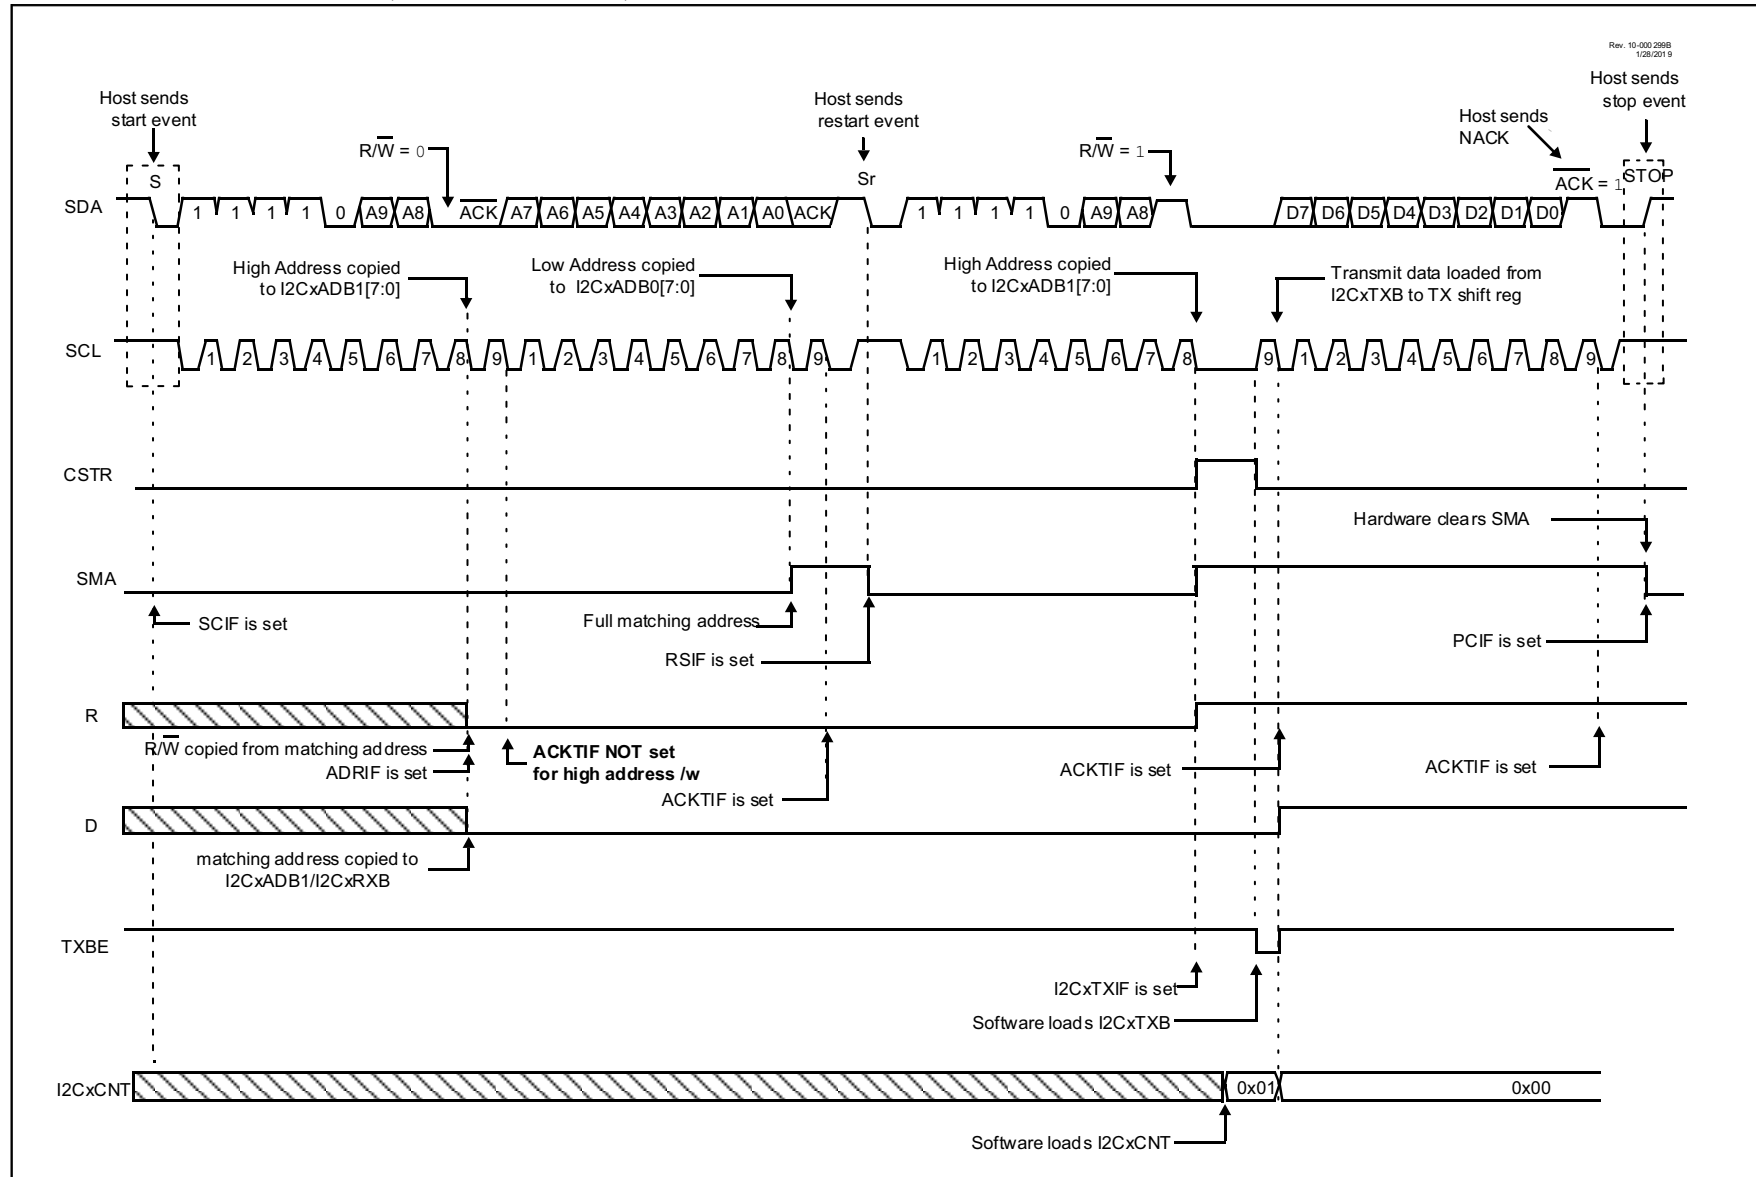 Rev. 10-000 299B
1/28/201 9
Host sends
start event
Host sends
restart event
Host sends
stop event
Host sends
NACK
R/W = 0
R/W = 1
S
Sr
ACK = 1
STOP
SDA
1 1 1 1 0 A9 A8 ACK A7 A6 A5 A4 A3 A2 A1 A0 ACK 1 1 1 1 0 A9 A8 D7 D6 D5 D4 D3 D2 D1 D0
High Address copied
to I2CxADB1[7:0]
Low Address copied
to I2CxADB0[7:0]
High Address copied
to I2CxADB1[7:0]
Transmit data loaded from
I2CxTXB to TX shift reg
SCL
1 2 3 4 5 6 7 8 9 1 2 3 4 5 6 7 8 9 1 2 3 4 5 6 7 8 9 1 2 3 4 5 6 7 8 9
CSTR
Hardware clears SMA
SMA
SCIF is set
Full matching address
RSIF is set
PCIF is set
R
R/W copied from matching address
ADRIF is set
ACKTIF NOT set
for high address /w
ACKTIF is set
ACKTIF is set
ACKTIF is set
D
matching address copied to
I2CxADB1/I2CxRXB
TXBE
I2CxTXIF is set
Software loads I2CxTXB
I2CxCNT
0x01
0x00
Software loads I2CxCNT